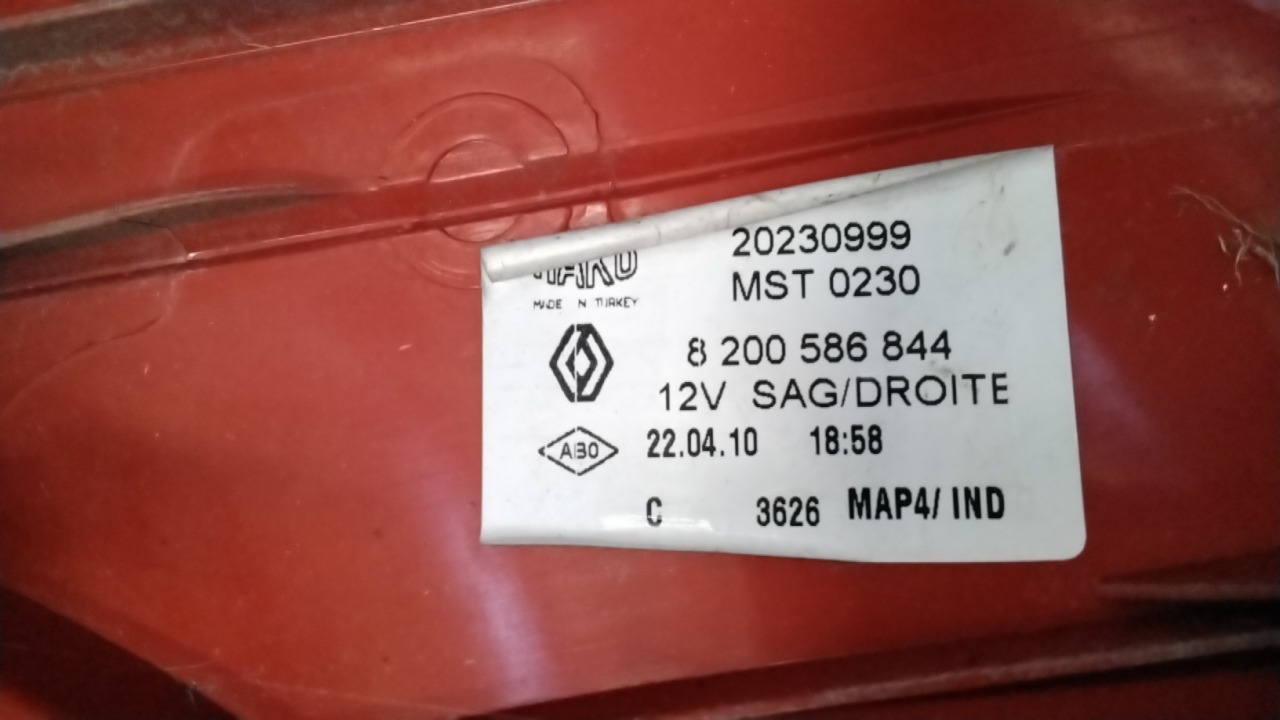 20230999
MST 0230
MADE IN TURKEY
8 200 586 844
12V SAG/DROITE
AIBO
22.04.10 18:58
C 3626 MAP4/ IND